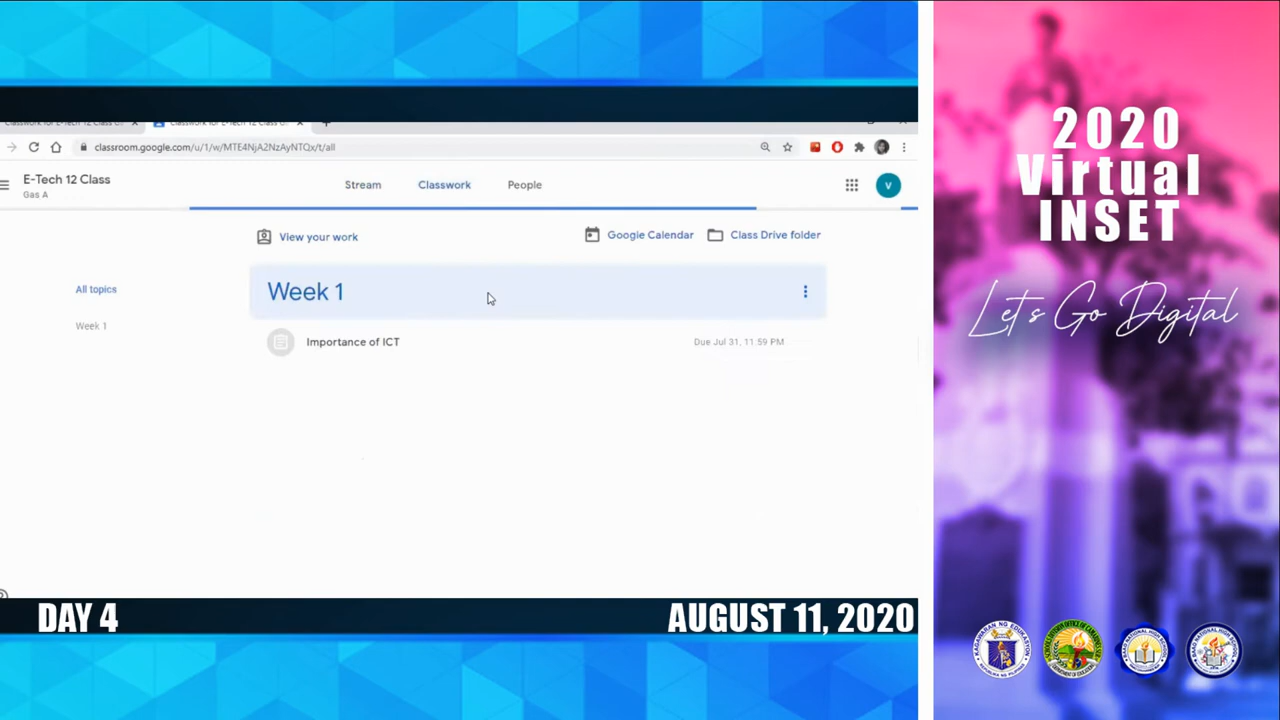 classroom.google.com/u/1/w/MTE4NjA2NzAyNTQx/t/all
E-Tech 12 Class
Gas A
Stream
Classwork
People
V
View your work
Google Calendar
Class Drive folder
All topics
Week 1
Week 1
Importance of ICT
Due Jul 31, 11:59 PM
DAY 4
AUGUST 11, 2020
2020
Virtual
INSET
Let's Go Digital